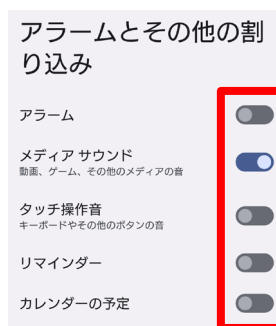 アラームとその他の割
り込み
アラーム
メディア サウンド
動画、ゲーム、その他のメディアの音
タッチ操作音
キーボードやその他のボタンの音
リマインダー
カレンダーの予定